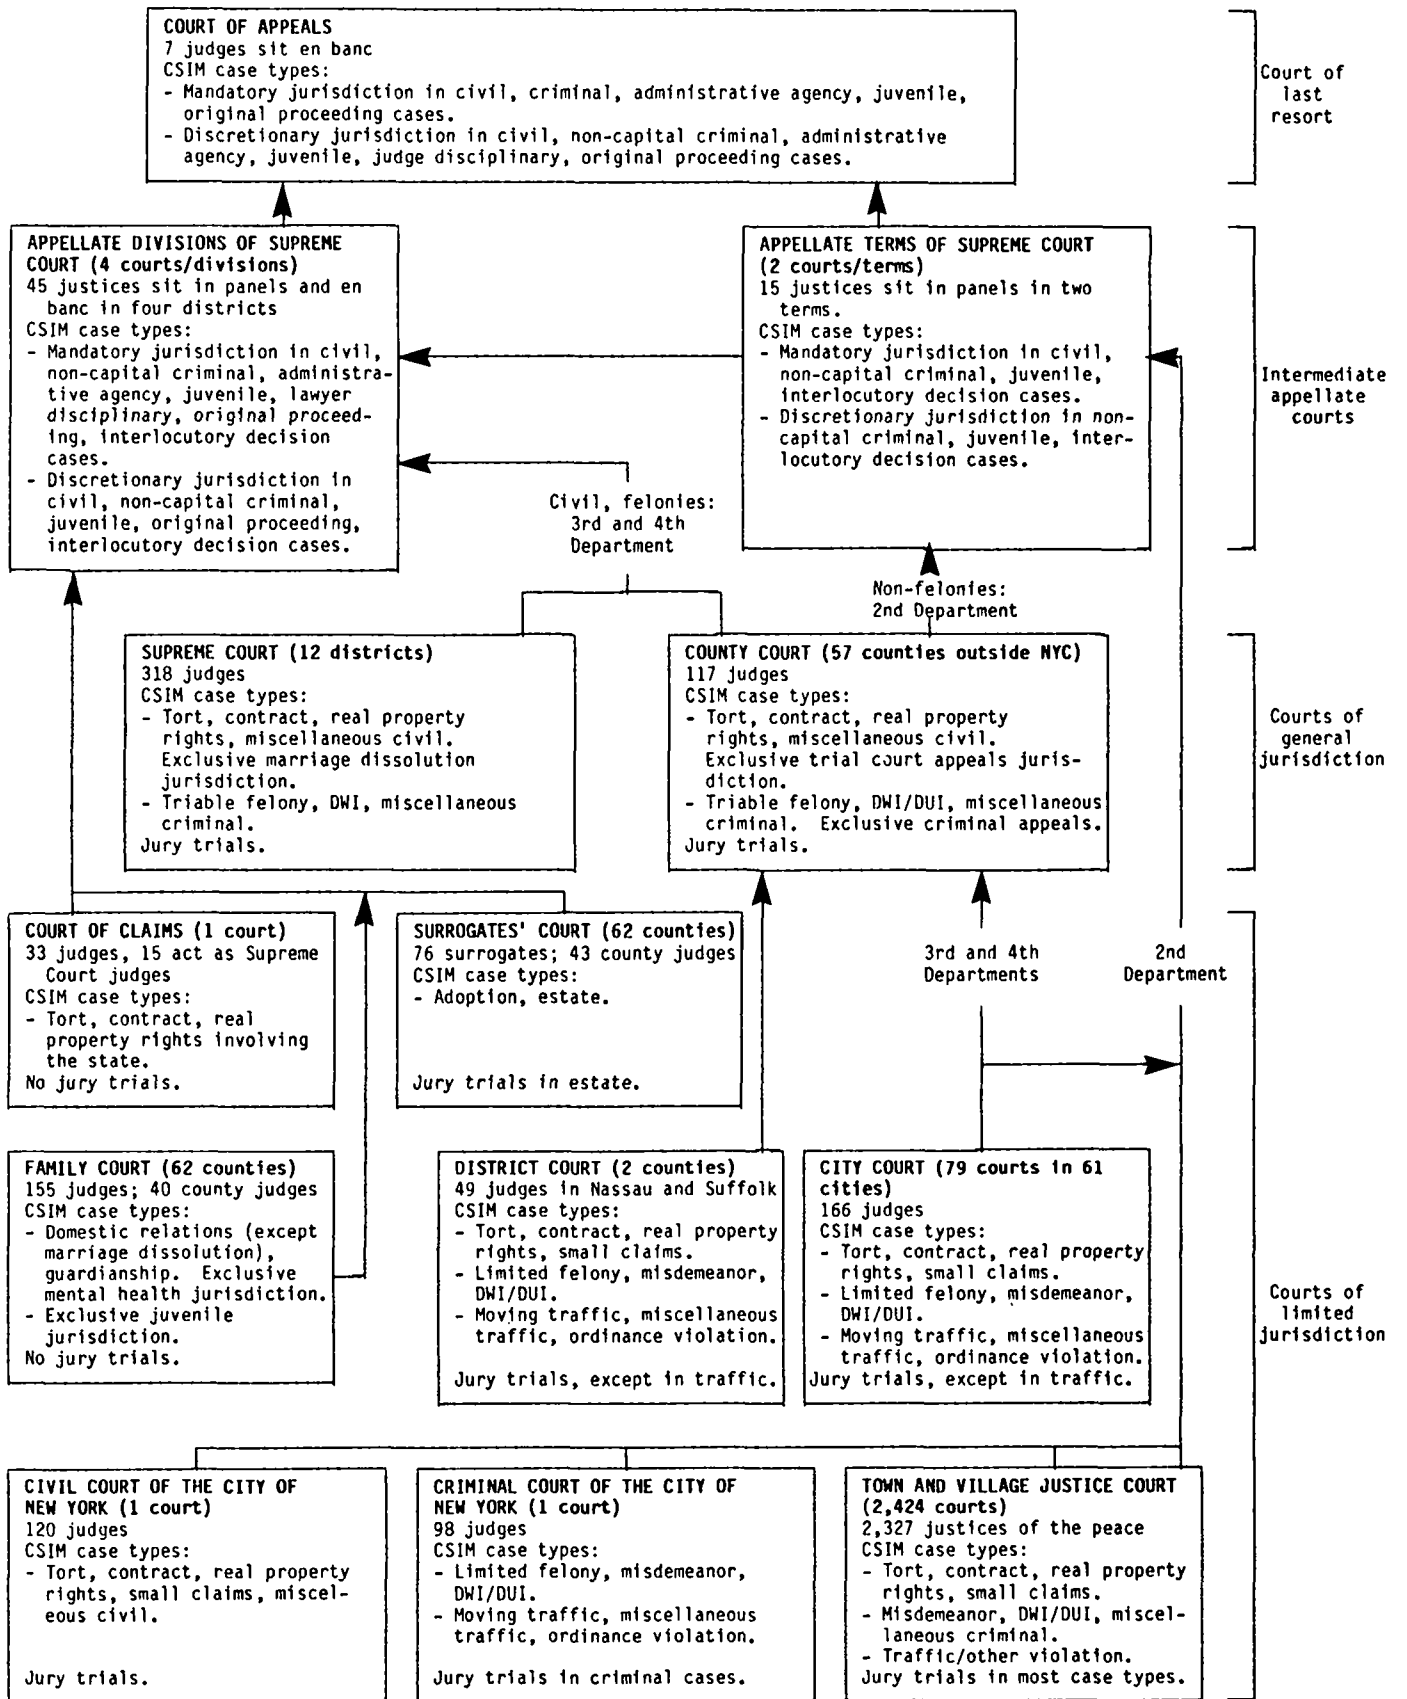 COURT OF APPEALS
7 judges sit en banc
CSIM case types:
- Mandatory jurisdiction in civil, criminal, administrative agency, juvenile,
original proceeding cases.
- Discretionary jurisdiction in civil, non-capital criminal, administrative
agency, juvenile, judge disciplinary, original proceeding cases.
Court of
last
resort
APPELLATE DIVISIONS OF SUPREME
COURT (4 courts/divisions)
45 justices sit in panels and en
banc in four districts
CSIM case types:
- Mandatory jurisdiction in civil,
non-capital criminal, administra-
tive agency, juvenile, lawyer
disciplinary, original proceed-
ing, interlocutory decision
cases.
- Discretionary jurisdiction in
civil, non-capital criminal,
juvenile, original proceeding,
interlocutory decision cases.
APPELLATE TERMS OF SUPREME COURT
(2 courts/terms)
15 justices sit in panels in two
terms.
CSIM case types:
- Mandatory jurisdiction in civil,
non-capital criminal, juvenile,
interlocutory decision cases.
- Discretionary jurisdiction in non-
capital criminal, juvenile, inter-
locutory decision cases.
Intermediate
appellate
courts
Civil, felonies:
3rd and 4th
Department
Non-felonies:
2nd Department
SUPREME COURT (12 districts)
318 judges
CSIM case types:
- Tort, contract, real property
rights, miscellaneous civil.
Exclusive marriage dissolution
jurisdiction.
- Triable felony, DWI, miscellaneous
criminal.
Jury trials.
COUNTY COURT (57 counties outside NYC)
117 judges
CSIM case types:
- Tort, contract, real property
rights, miscellaneous civil.
Exclusive trial court appeals juris-
diction.
- Triable felony, DWI/DUI, miscellaneous
criminal. Exclusive criminal appeals.
Jury trials.
Courts of
general
jurisdiction
COURT OF CLAIMS (1 court)
33 judges, 15 act as Supreme
Court judges
CSIM case types:
- Tort, contract, real
property rights involving
the state.
No jury trials.
SURROGATES' COURT (62 counties)
76 surrogates; 43 county judges
CSIM case types:
- Adoption, estate.
Jury trials in estate.
3rd and 4th
Departments
2nd
Department
FAMILY COURT (62 counties)
155 judges; 40 county judges
CSIM case types:
- Domestic relations (except
marriage dissolution),
guardianship. Exclusive
mental health jurisdiction.
- Exclusive juvenile
jurisdiction.
No jury trials.
DISTRICT COURT (2 counties)
49 judges in Nassau and Suffolk
CSIM case types:
- Tort, contract, real property
rights, small claims.
- Limited felony, misdemeanor,
DWI/DUI.
- Moving traffic, miscellaneous
traffic, ordinance violation.
Jury trials, except in traffic.
CITY COURT (79 courts in 61
cities)
166 judges
CSIM case types:
- Tort, contract, real property
rights, small claims.
- Limited felony, misdemeanor,
DWI/DUI.
- Moving traffic, miscellaneous
traffic, ordinance violation.
Jury trials, except in traffic.
Courts of
limited
jurisdiction
CIVIL COURT OF THE CITY OF
NEW YORK (1 court)
120 judges
CSIM case types:
- Tort, contract, real property
rights, small claims, miscel-
eous civil.
Jury trials.
CRIMINAL COURT OF THE CITY OF
NEW YORK (1 court)
98 judges
CSIM case types:
- Limited felony, misdemeanor,
DWI/DUI.
- Moving traffic, miscellaneous
traffic, ordinance violation.
Jury trials in criminal cases.
TOWN AND VILLAGE JUSTICE COURT
(2,424 courts)
2,327 justices of the peace
CSIM case types:
- Tort, contract, real property
rights, small claims.
- Misdemeanor, DWI/DUI, miscel-
laneous criminal.
- Traffic/other violation.
Jury trials in most case types.